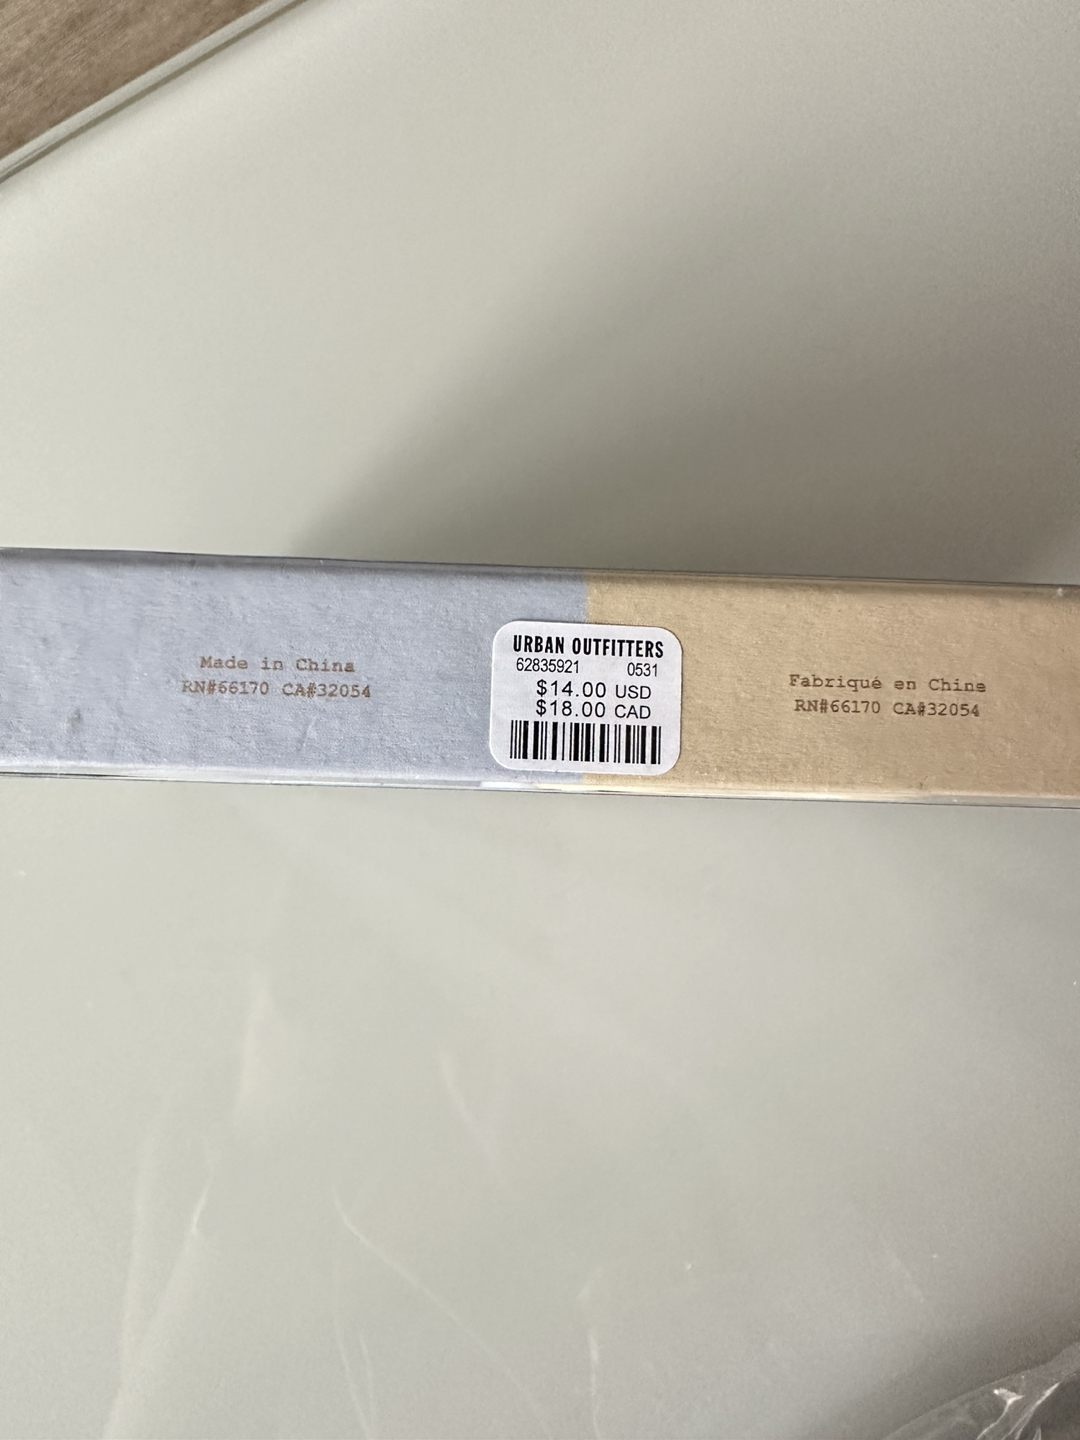 Made in China
RN#66170 CA#32054
URBAN OUTFITTERS
62835921 0531
$14.00 USD
$18.00 CAD
Fabriqué en Chine
RN#66170 CA#32054